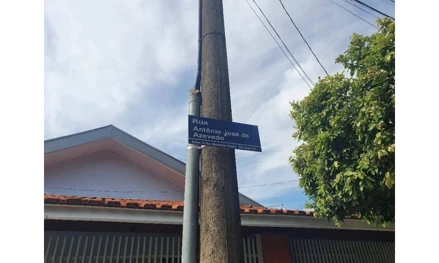 Rua
Antônio José de
Azevedo